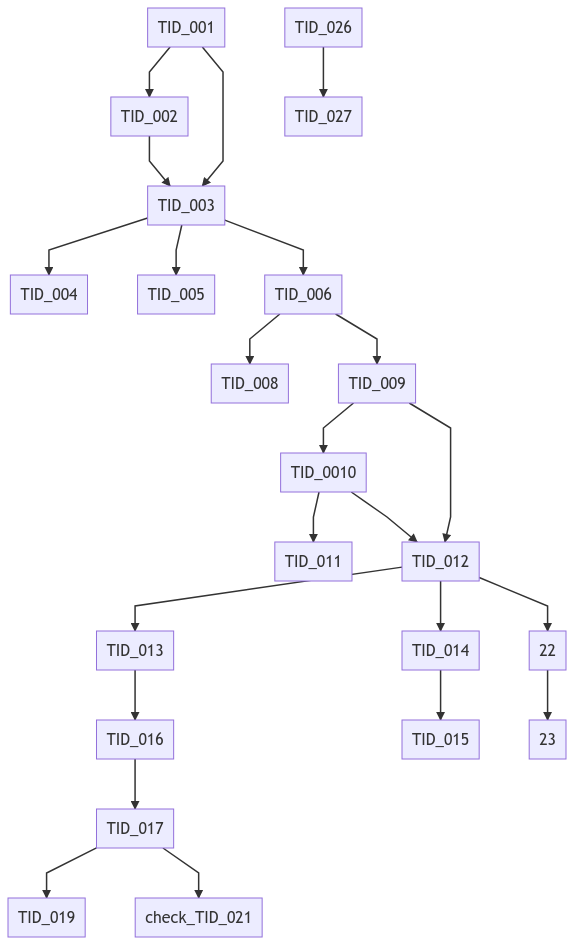 TID_001
TID_026
TID_002
TID_027
TID_003
TID_004
TID_005
TID_006
TID_008
TID_009
TID_0010
TID_011
TID_012
TID_013
TID_014
22
TID_016
TID_015
23
TID_017
TID_019
check_TID_021